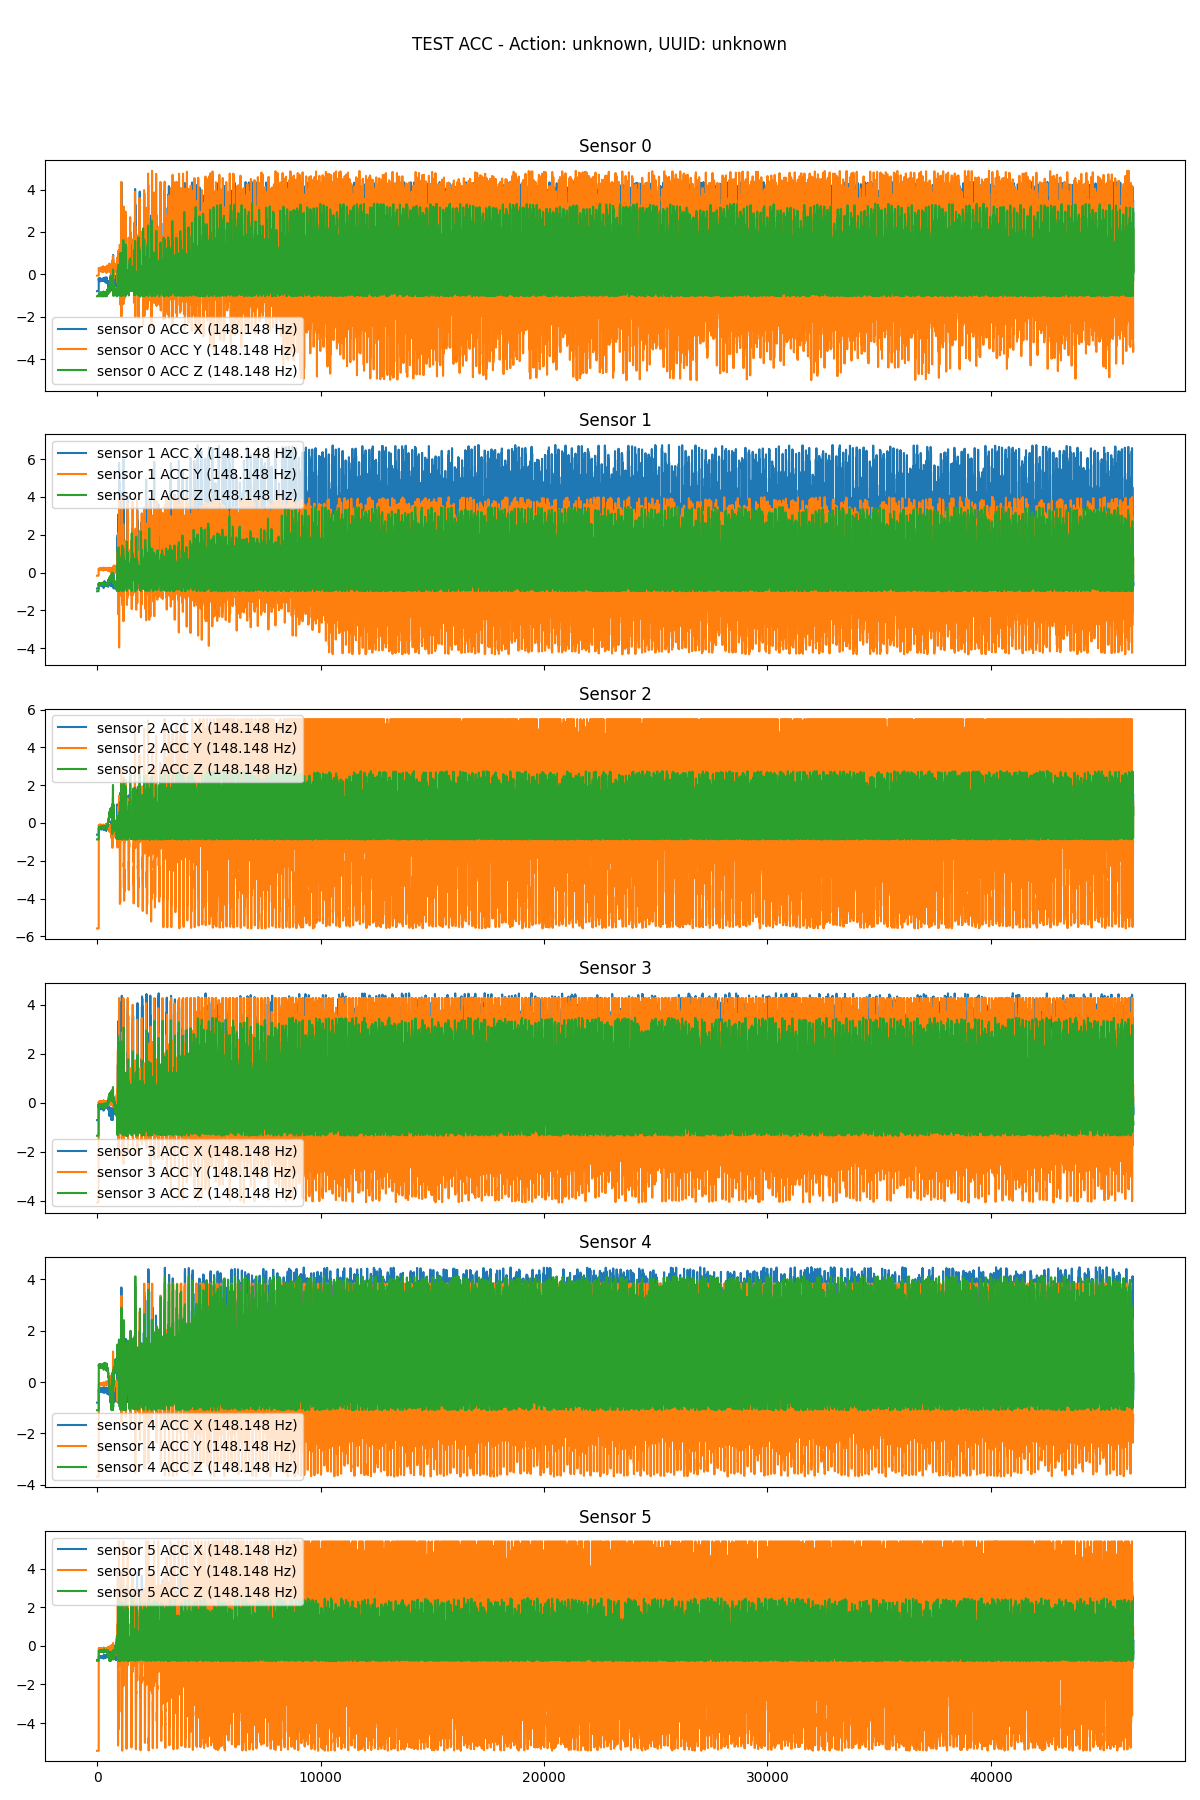 TEST ACC - Action: unknown, UUID: unknown
Sensor 0
4
2
0
−2
−4
sensor 0 ACC X (148.148 Hz)
sensor 0 ACC Y (148.148 Hz)
sensor 0 ACC Z (148.148 Hz)
Sensor 1
6
4
2
0
−2
−4
sensor 1 ACC X (148.148 Hz)
sensor 1 ACC Y (148.148 Hz)
sensor 1 ACC Z (148.148 Hz)
Sensor 2
6
4
2
0
−2
−4
−6
sensor 2 ACC X (148.148 Hz)
sensor 2 ACC Y (148.148 Hz)
sensor 2 ACC Z (148.148 Hz)
Sensor 3
4
2
0
−2
−4
sensor 3 ACC X (148.148 Hz)
sensor 3 ACC Y (148.148 Hz)
sensor 3 ACC Z (148.148 Hz)
Sensor 4
4
2
0
−2
−4
sensor 4 ACC X (148.148 Hz)
sensor 4 ACC Y (148.148 Hz)
sensor 4 ACC Z (148.148 Hz)
Sensor 5
4
2
0
−2
−4
sensor 5 ACC X (148.148 Hz)
sensor 5 ACC Y (148.148 Hz)
sensor 5 ACC Z (148.148 Hz)
0 10000 20000 30000 40000